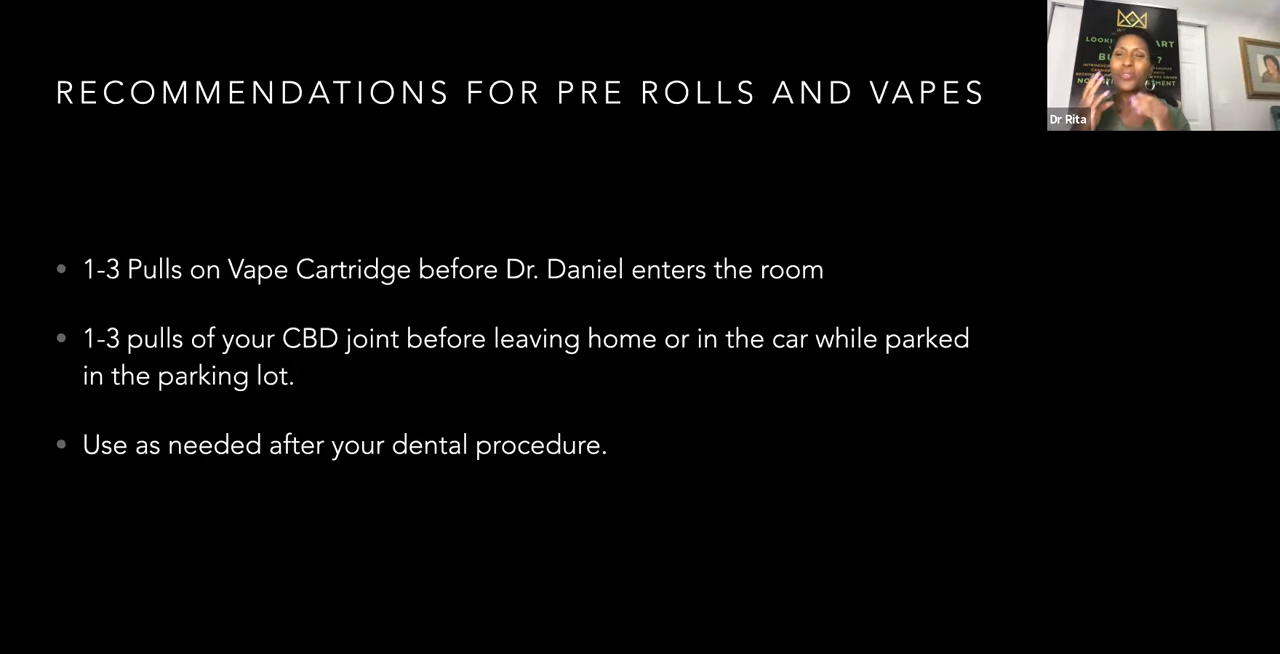 RECOMMENDATIONS FOR PRE ROLLS AND VAPES
Dr Rita
• 1-3 Pulls on Vape Cartridge before Dr. Daniel enters the room
• 1-3 pulls of your CBD joint before leaving home or in the car while parked
in the parking lot.
• Use as needed after your dental procedure.